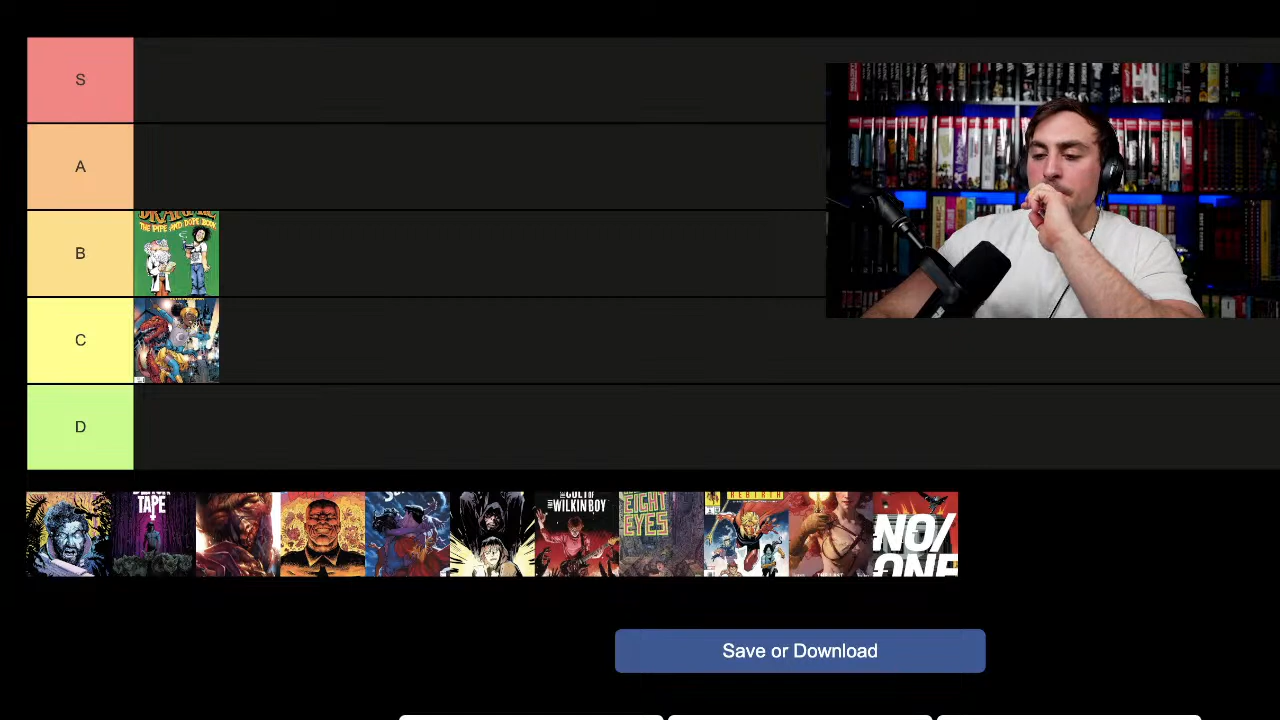 S
A
B
THE PIPE AND DOPE BOOK
C
D
TAPE
THE CULT OF
THE WILKIN BOY
EIGHT
EYES
REBIRTH
NO/
ONE
Save or Download